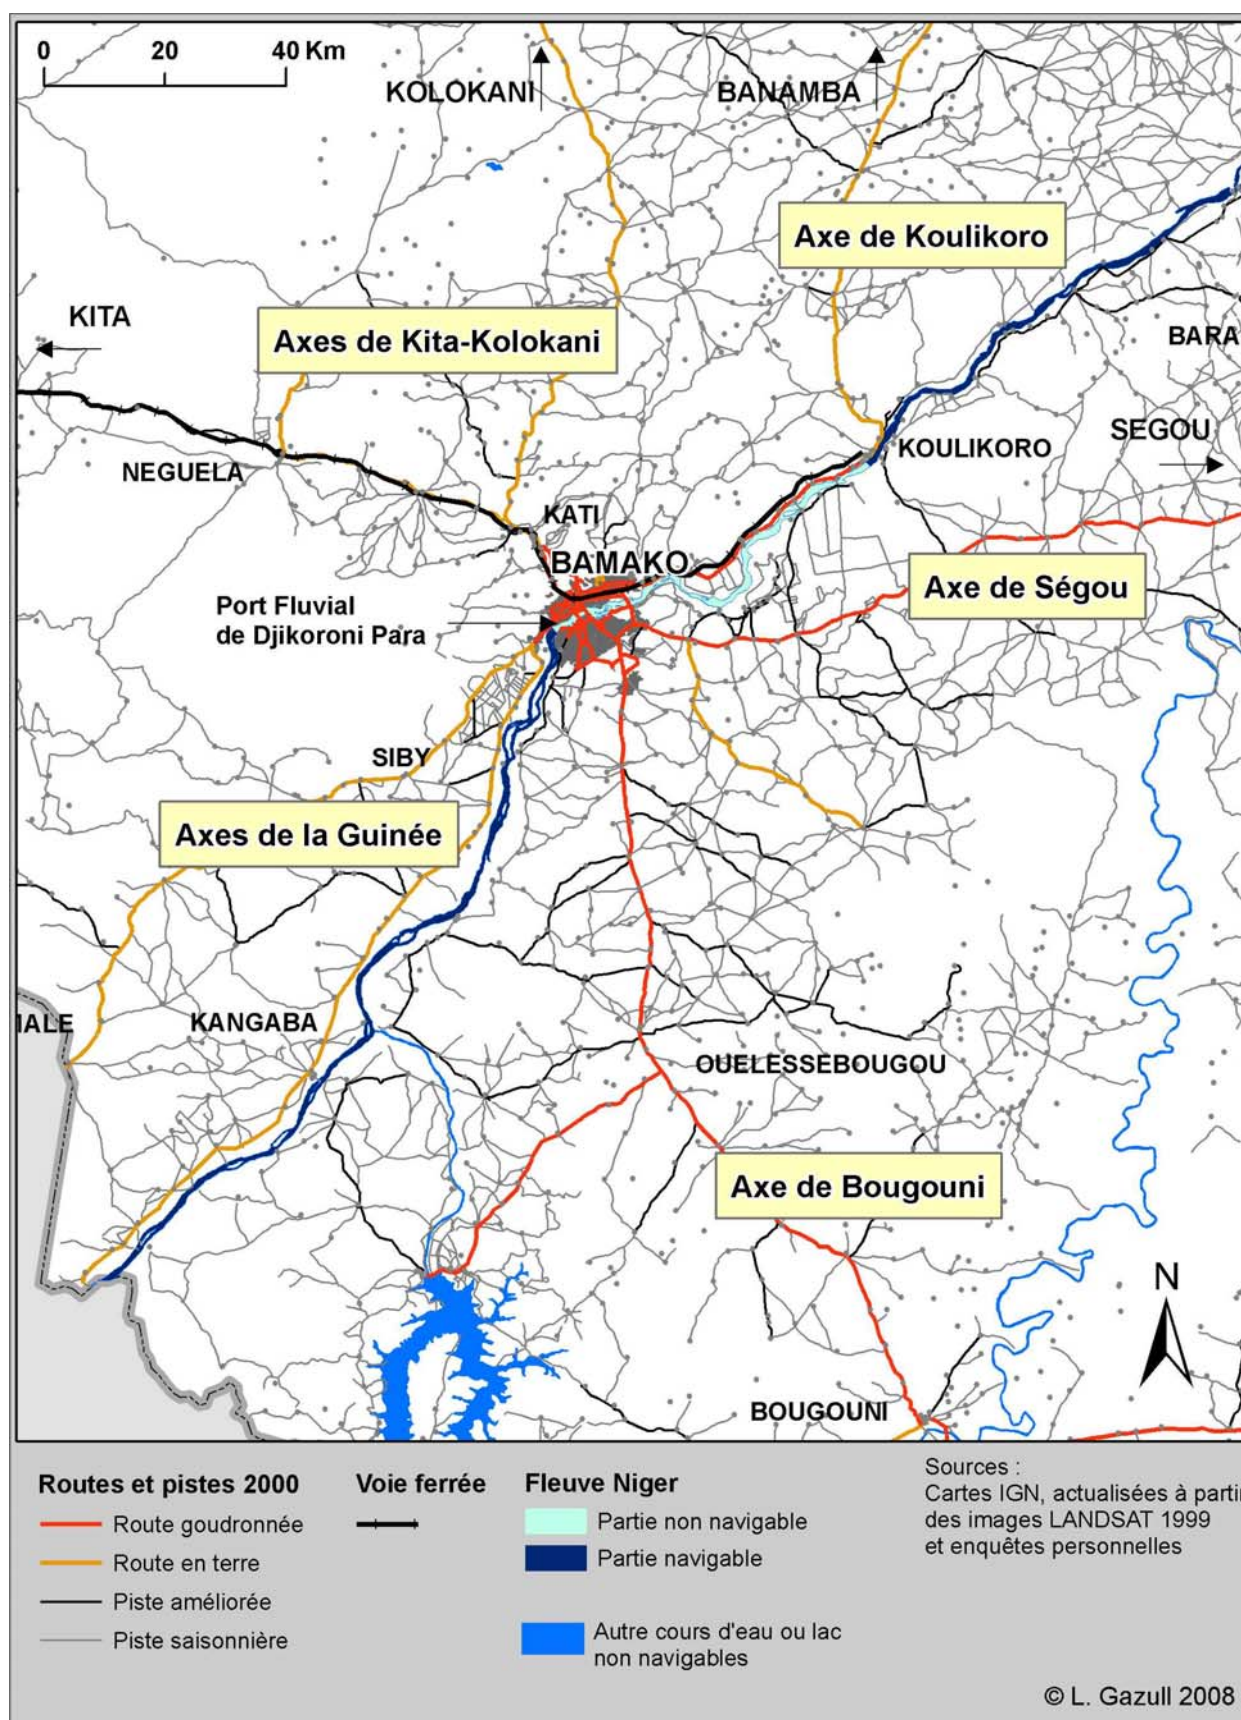 0 20 40 Km
KOLOKANI
BANAMBA
Axe de Koulikoro
KITA
Axes de Kita-Kolokani
BARA
SEGOU
KOULIKORO
NEGUELA
KATI
BAMAKO
Axe de Ségou
Port Fluvial
de Djikoroni Para
SIBY
Axes de la Guinée
IALE
KANGABA
OUELESSEBOUGOU
Axe de Bougouni
N
BOUGOUNI
Routes et pistes 2000
Route goudronnée
Route en terre
Piste améliorée
Piste saisonnière
Voie ferrée
Fleuve Niger
Partie non navigable
Partie navigable
Autre cours d'eau ou lac
non navigables
Sources :
Cartes IGN, actualisées à partir
des images LANDSAT 1999
et enquêtes personnelles
© L. Gazull 2008